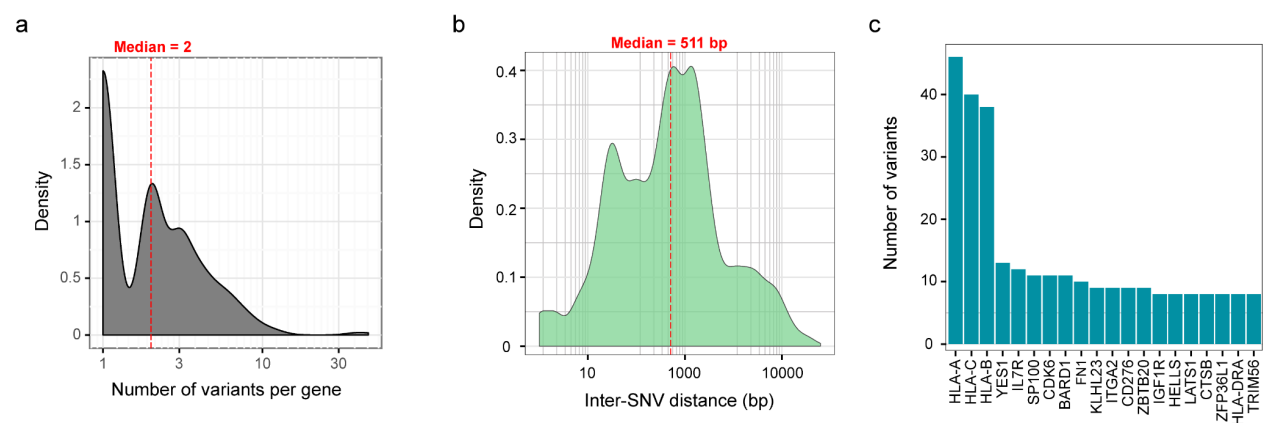 a
Median = 2
Density
2
1.5
1
0.5
0
1
3
10
30
Number of variants per gene
b
Median = 511 bp
Density
0.4
0.3
0.2
0.1
0
10
1000
10000
Inter-SNV distance (bp)
c
Number of variants
40
30
20
10
0
HLA-A
HLA-C
HLA-B
YES1
IL7R
SP100
CDK6
BARD1
FN1
KLHL23
ITGA2
CD276
ZBTB20
IGF1R
HELLS
LATS1
CTSB
ZFP36L1
HLA-DRA
TRIM56